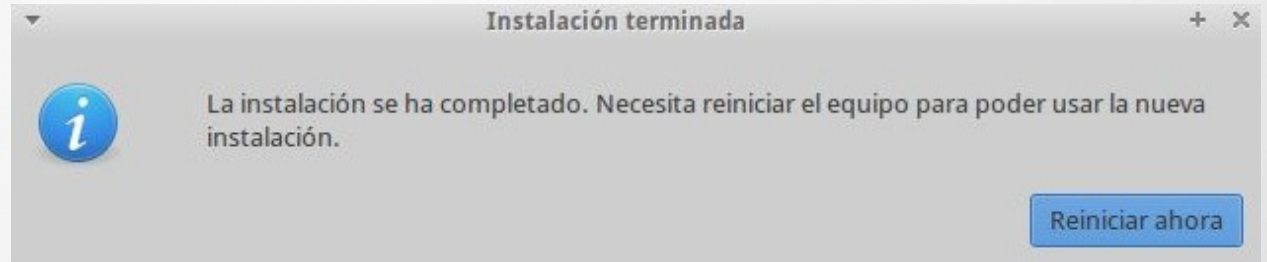 Instalación terminada
La instalación se ha completado. Necesita reiniciar el equipo para poder usar la nueva
instalación.
Reiniciar ahora